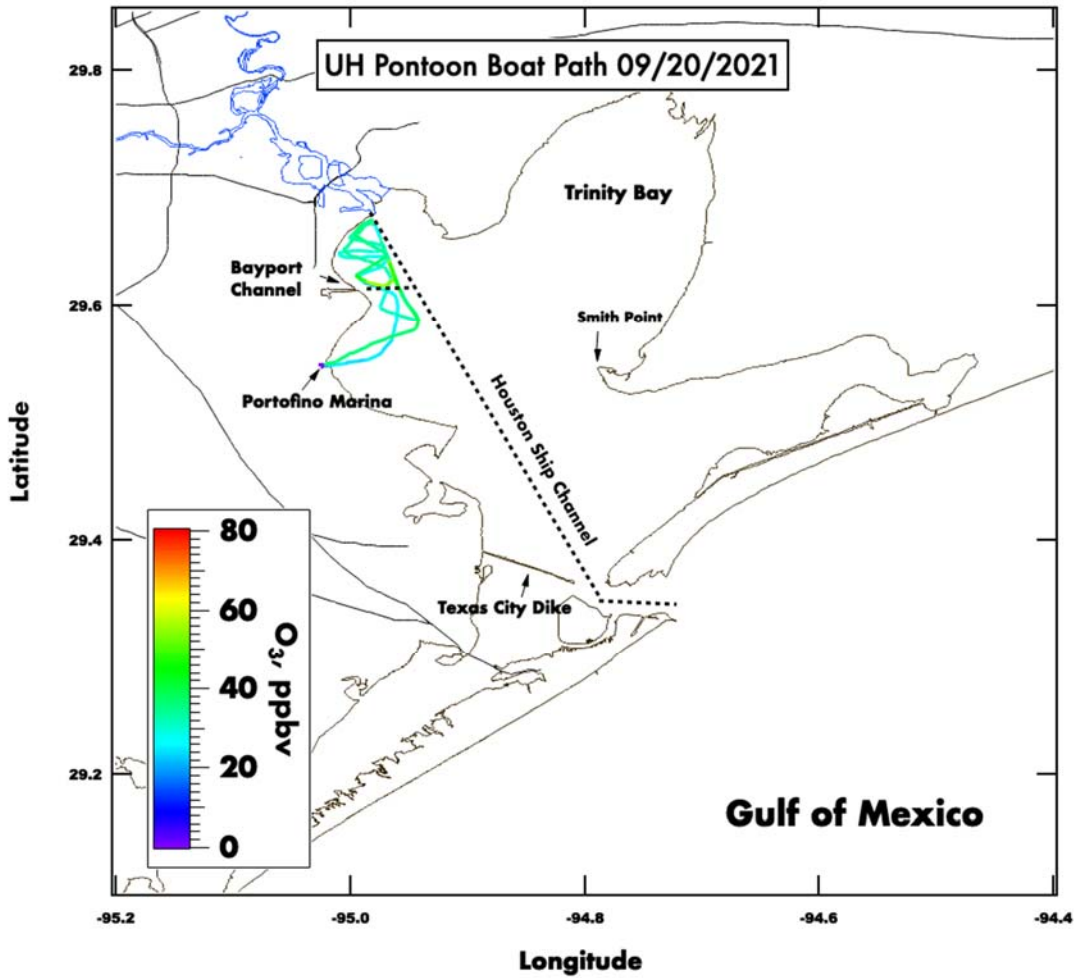 UH Pontoon Boat Path 09/20/2021
29.8
29.6
29.4
29.2
Latitude
Trinity Bay
Bayport
Channel
Smith Point
Portofino Marina
Houston Ship Channel
Texas City Dike
80
60
40
20
0
O3, ppbv
Gulf of Mexico
-95.2
-95.0
-94.8
-94.6
-94.4
Longitude